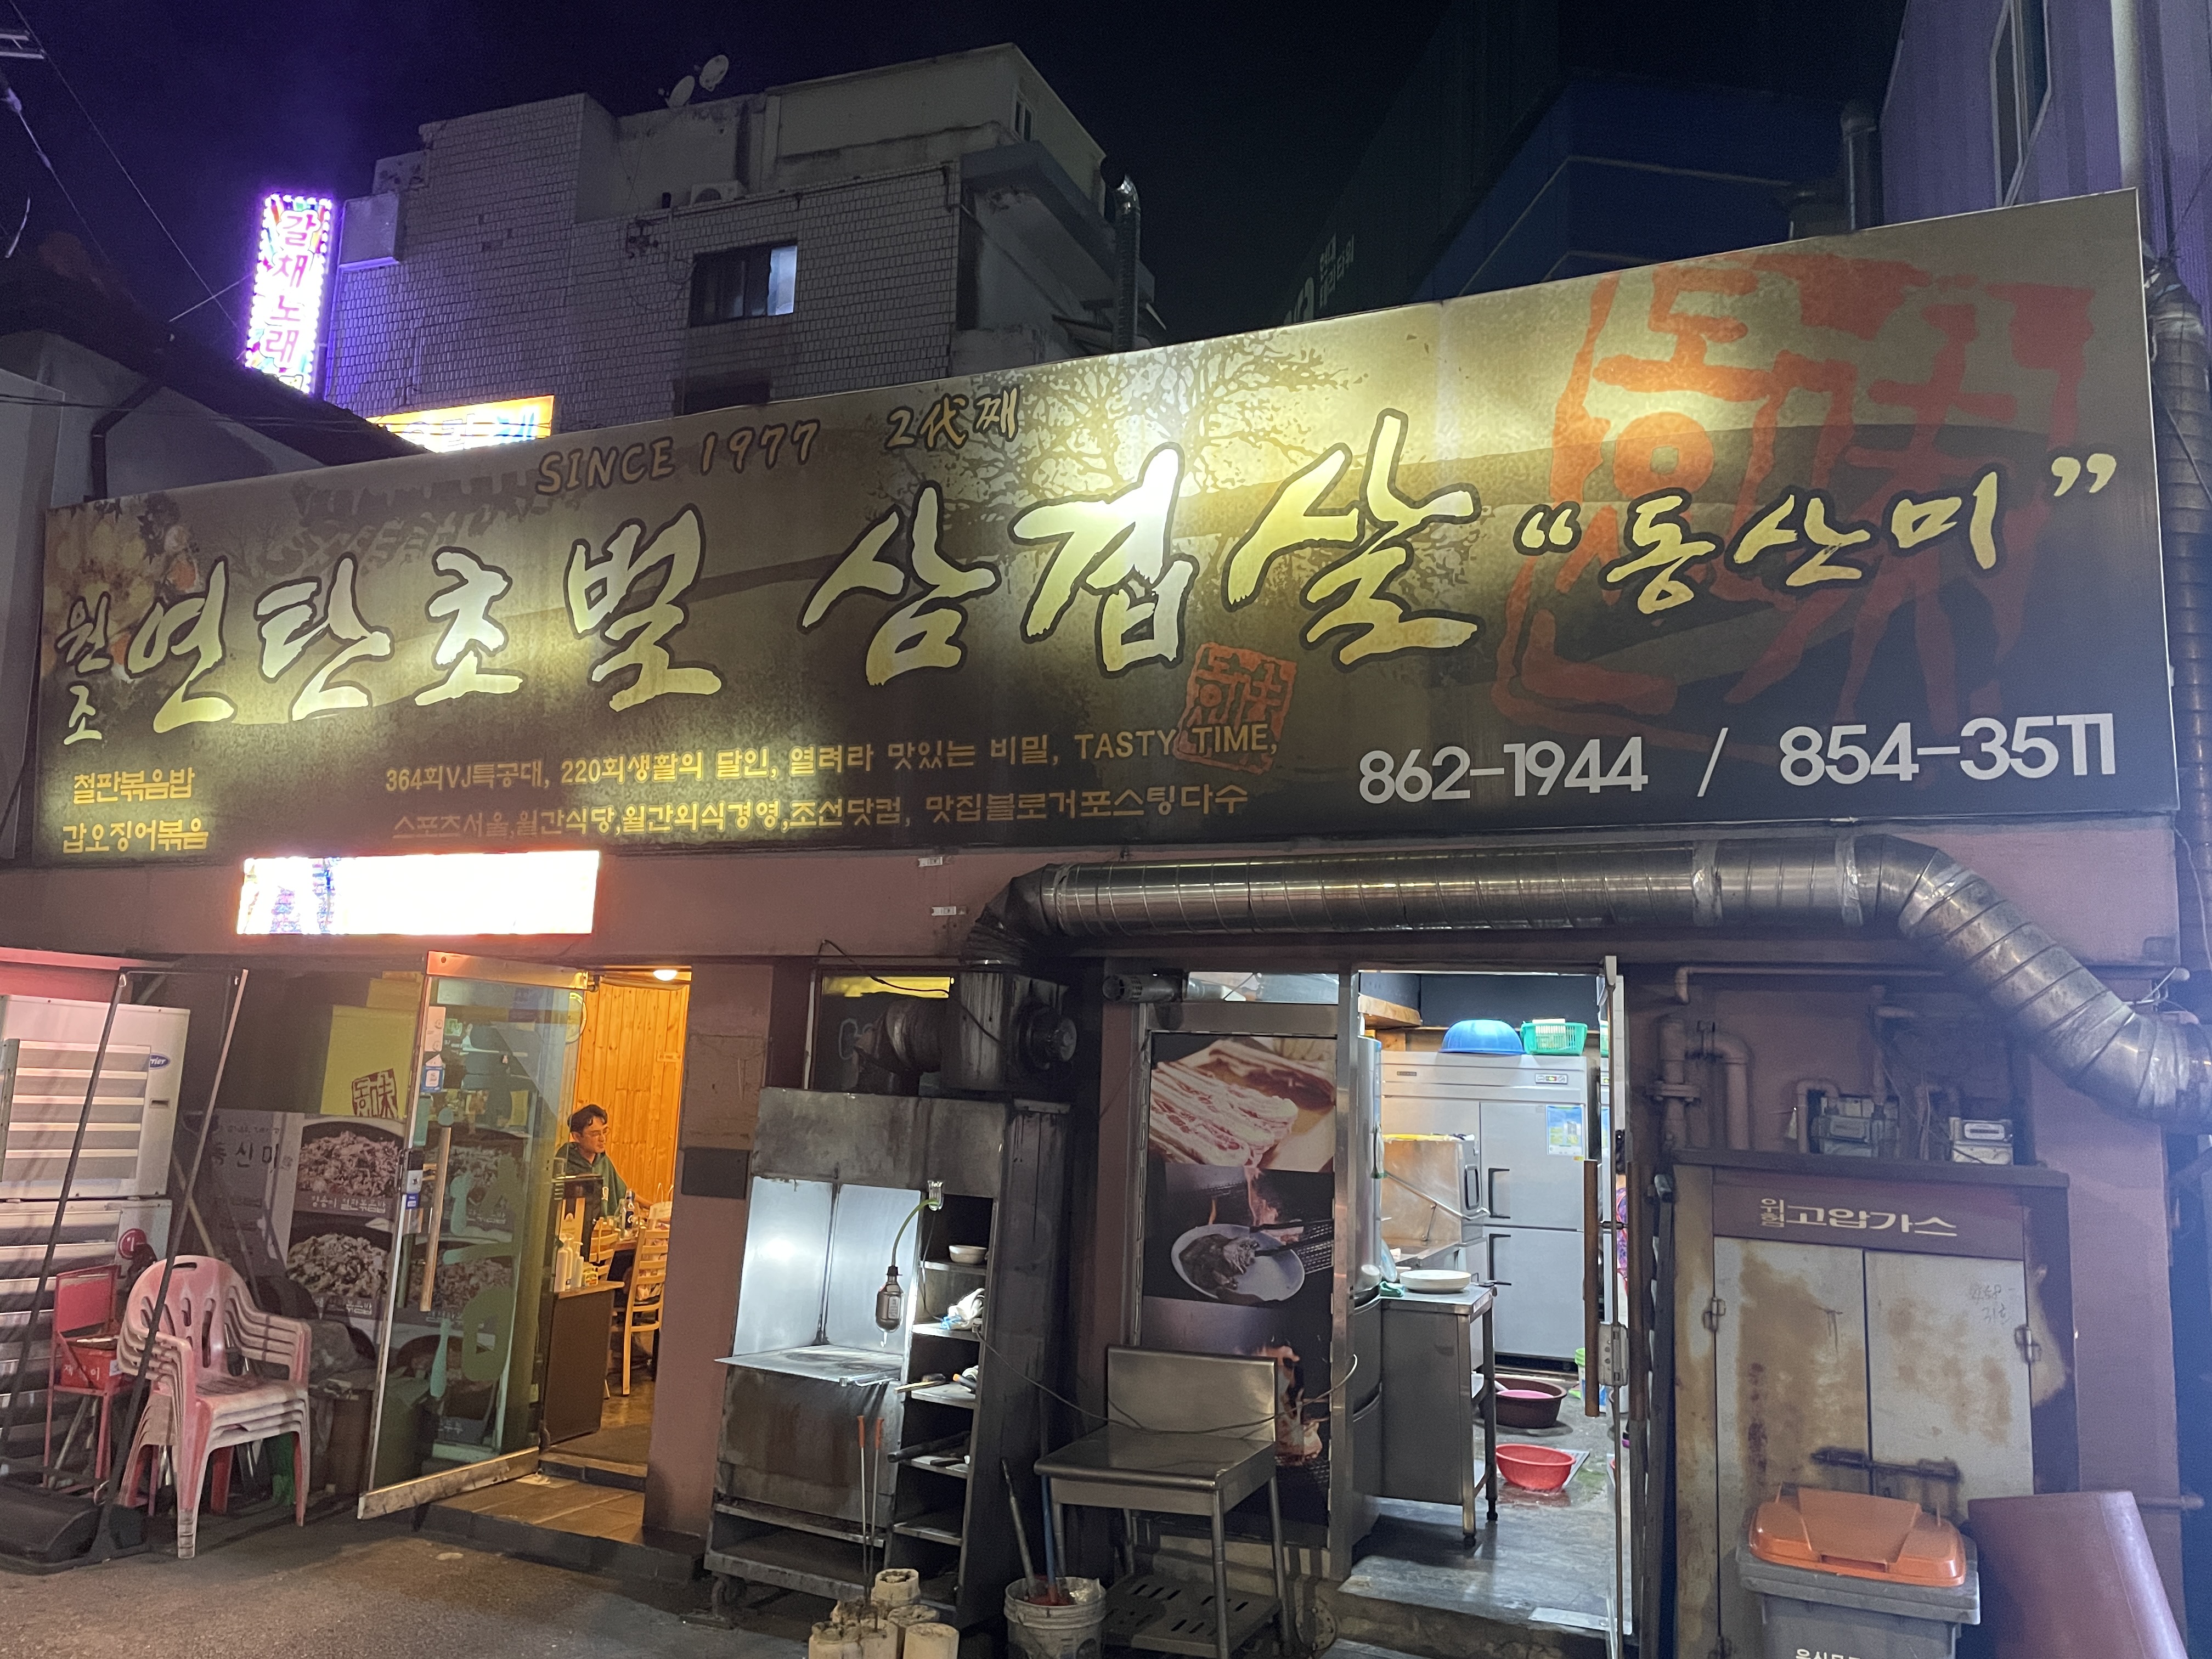 갈채노래
SINCE 1977 2代째
원조 연탄초벌 삼겹살 "동산미"
철판볶음밥
갑오징어볶음
364회VJ특공대, 220회생활의 달인, 열려라 맛있는 비밀, TASTY TIME,
스포츠서울,월간식당,월간외식경영,조선닷컴, 맛집블로거포스팅다수
862-1944 / 854-3511
위험 고압가스